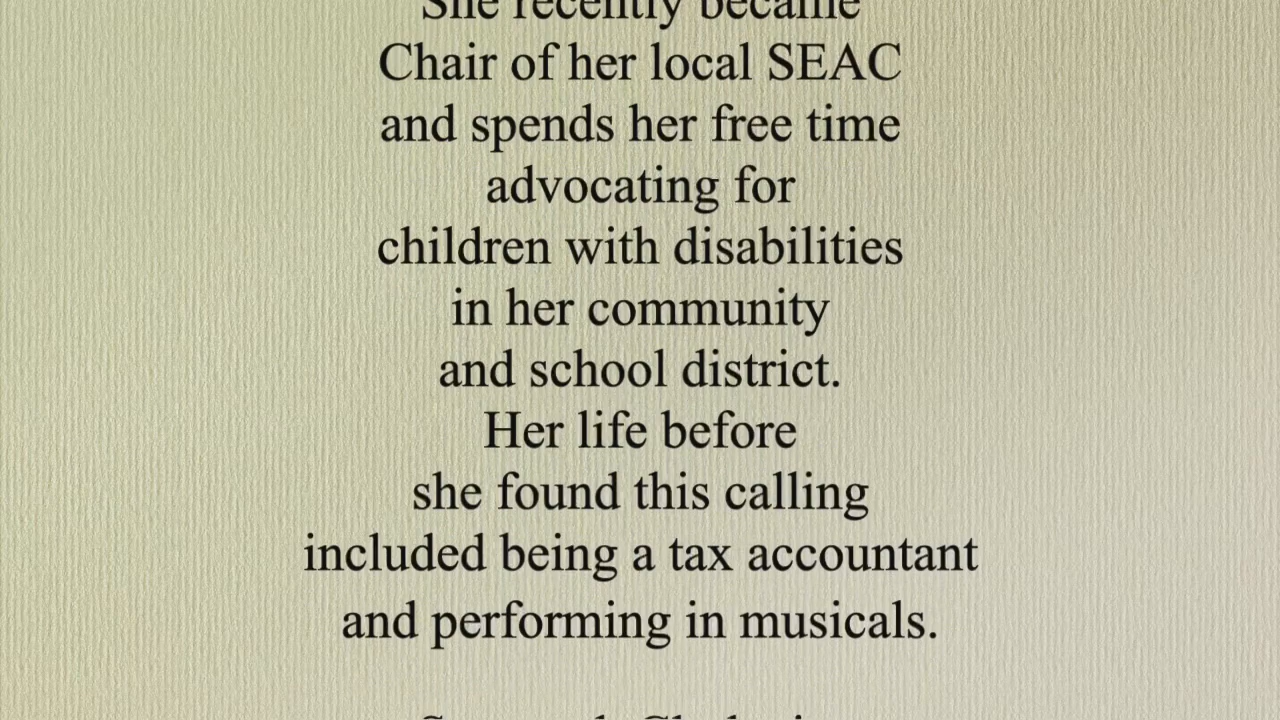 She recently became
Chair of her local SEAC
and spends her free time
advocating for
children with disabilities
in her community
and school district.
Her life before
she found this calling
included being a tax accountant
and performing in musicals.